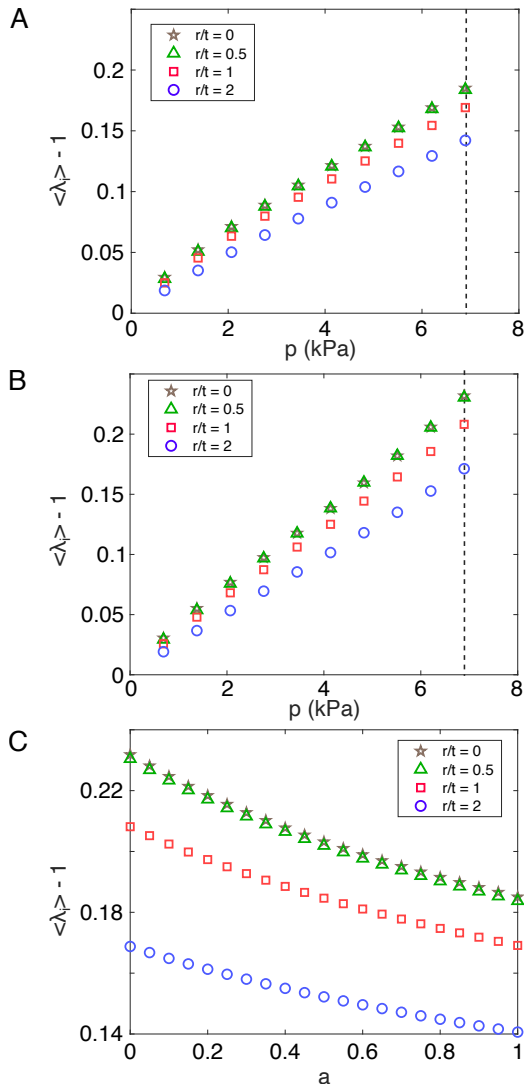 A
r/t = 0
r/t = 0.5
r/t = 1
r/t = 2
0.2
0.15
0.1
0.05
0
<λᵢ> - 1
0 2 4 6 8
p (kPa)
B
r/t = 0
r/t = 0.5
r/t = 1
r/t = 2
0.2
0.15
0.1
0.05
0
<λᵢ> - 1
0 2 4 6 8
p (kPa)
C
r/t = 0
r/t = 0.5
r/t = 1
r/t = 2
0.22
0.18
0.14
<λᵢ> - 1
0 0.2 0.4 0.6 0.8 1
a